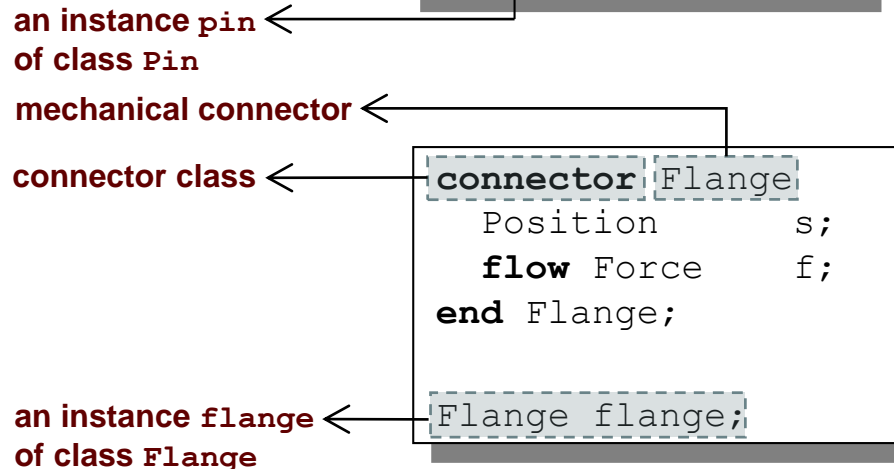 an instance pin
of class Pin
mechanical connector
connector class
connector Flange
Position s;
flow Force f;
end Flange;
an instance flange
of class Flange
Flange flange;